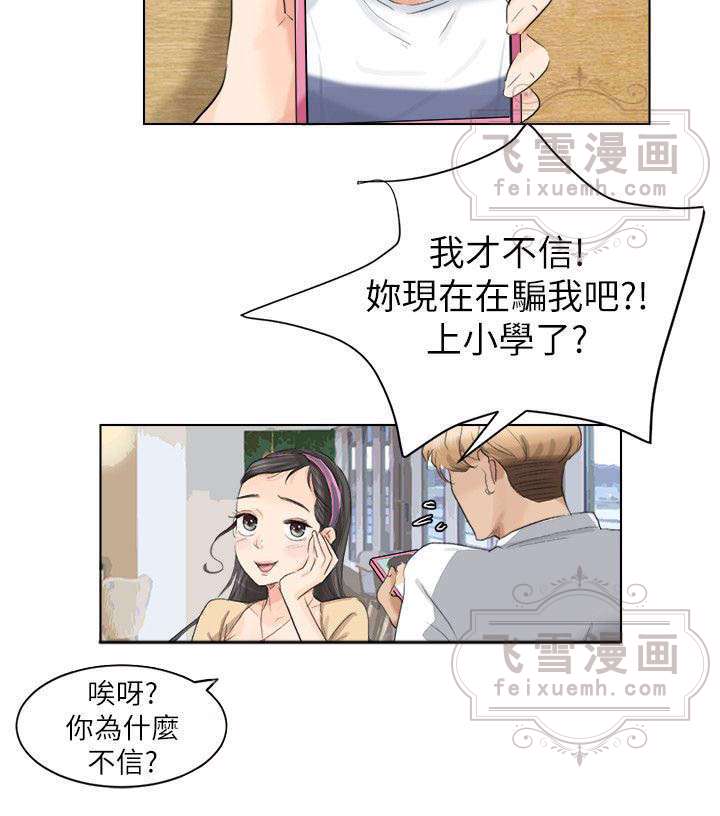 飞雪漫画
feixuemh.com
我才不信!
妳現在在騙我吧?!
上小學了?
飞雪漫画
feixuemh.com
唉呀?
你為什麼
不信?